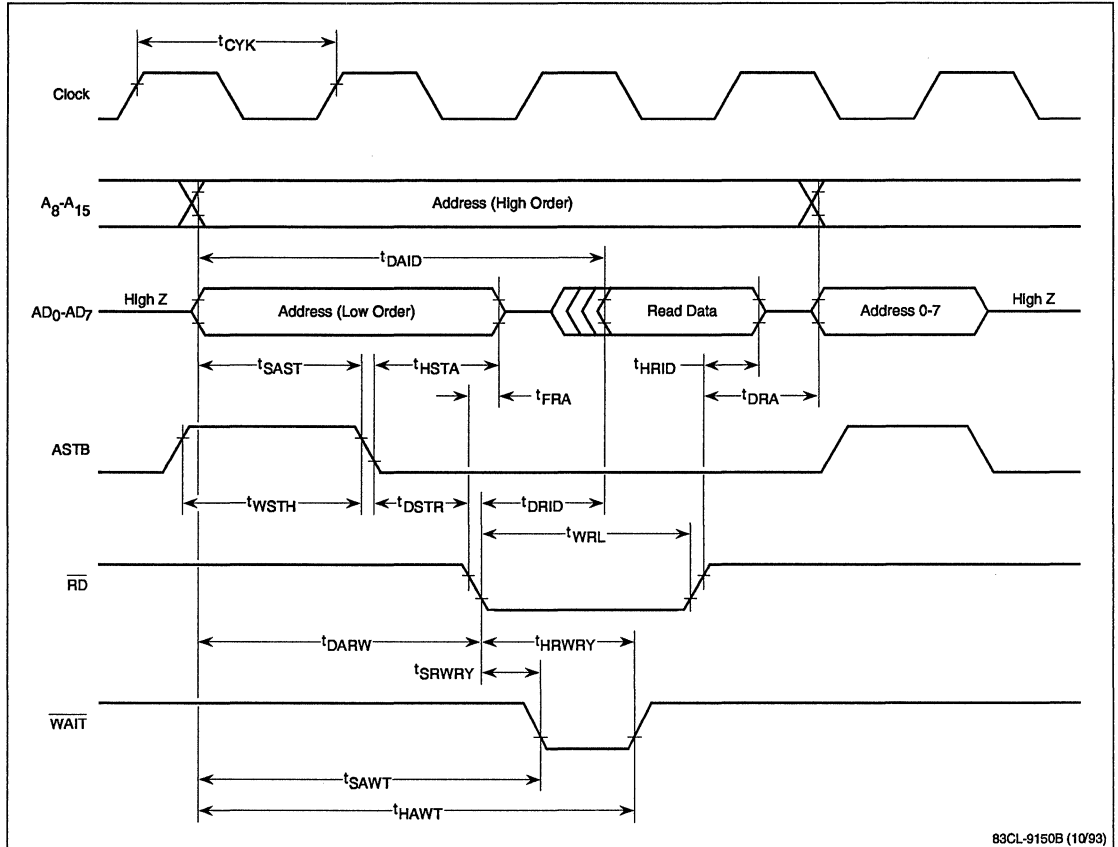 tCYK
Clock
A8-A15
Address (High Order)
tDAID
AD0-AD7
High Z
Address (Low Order)
Read Data
Address 0-7
High Z
tSAST
tHSTA
tHRID
tFRA
tDRA
ASTB
tWSTH
tDSTR
tDRID
tWRL
RD
tDARW
tHRWRY
tSRWRY
WAIT
tSAWT
tHAWT
83CL-9150B (10/93)